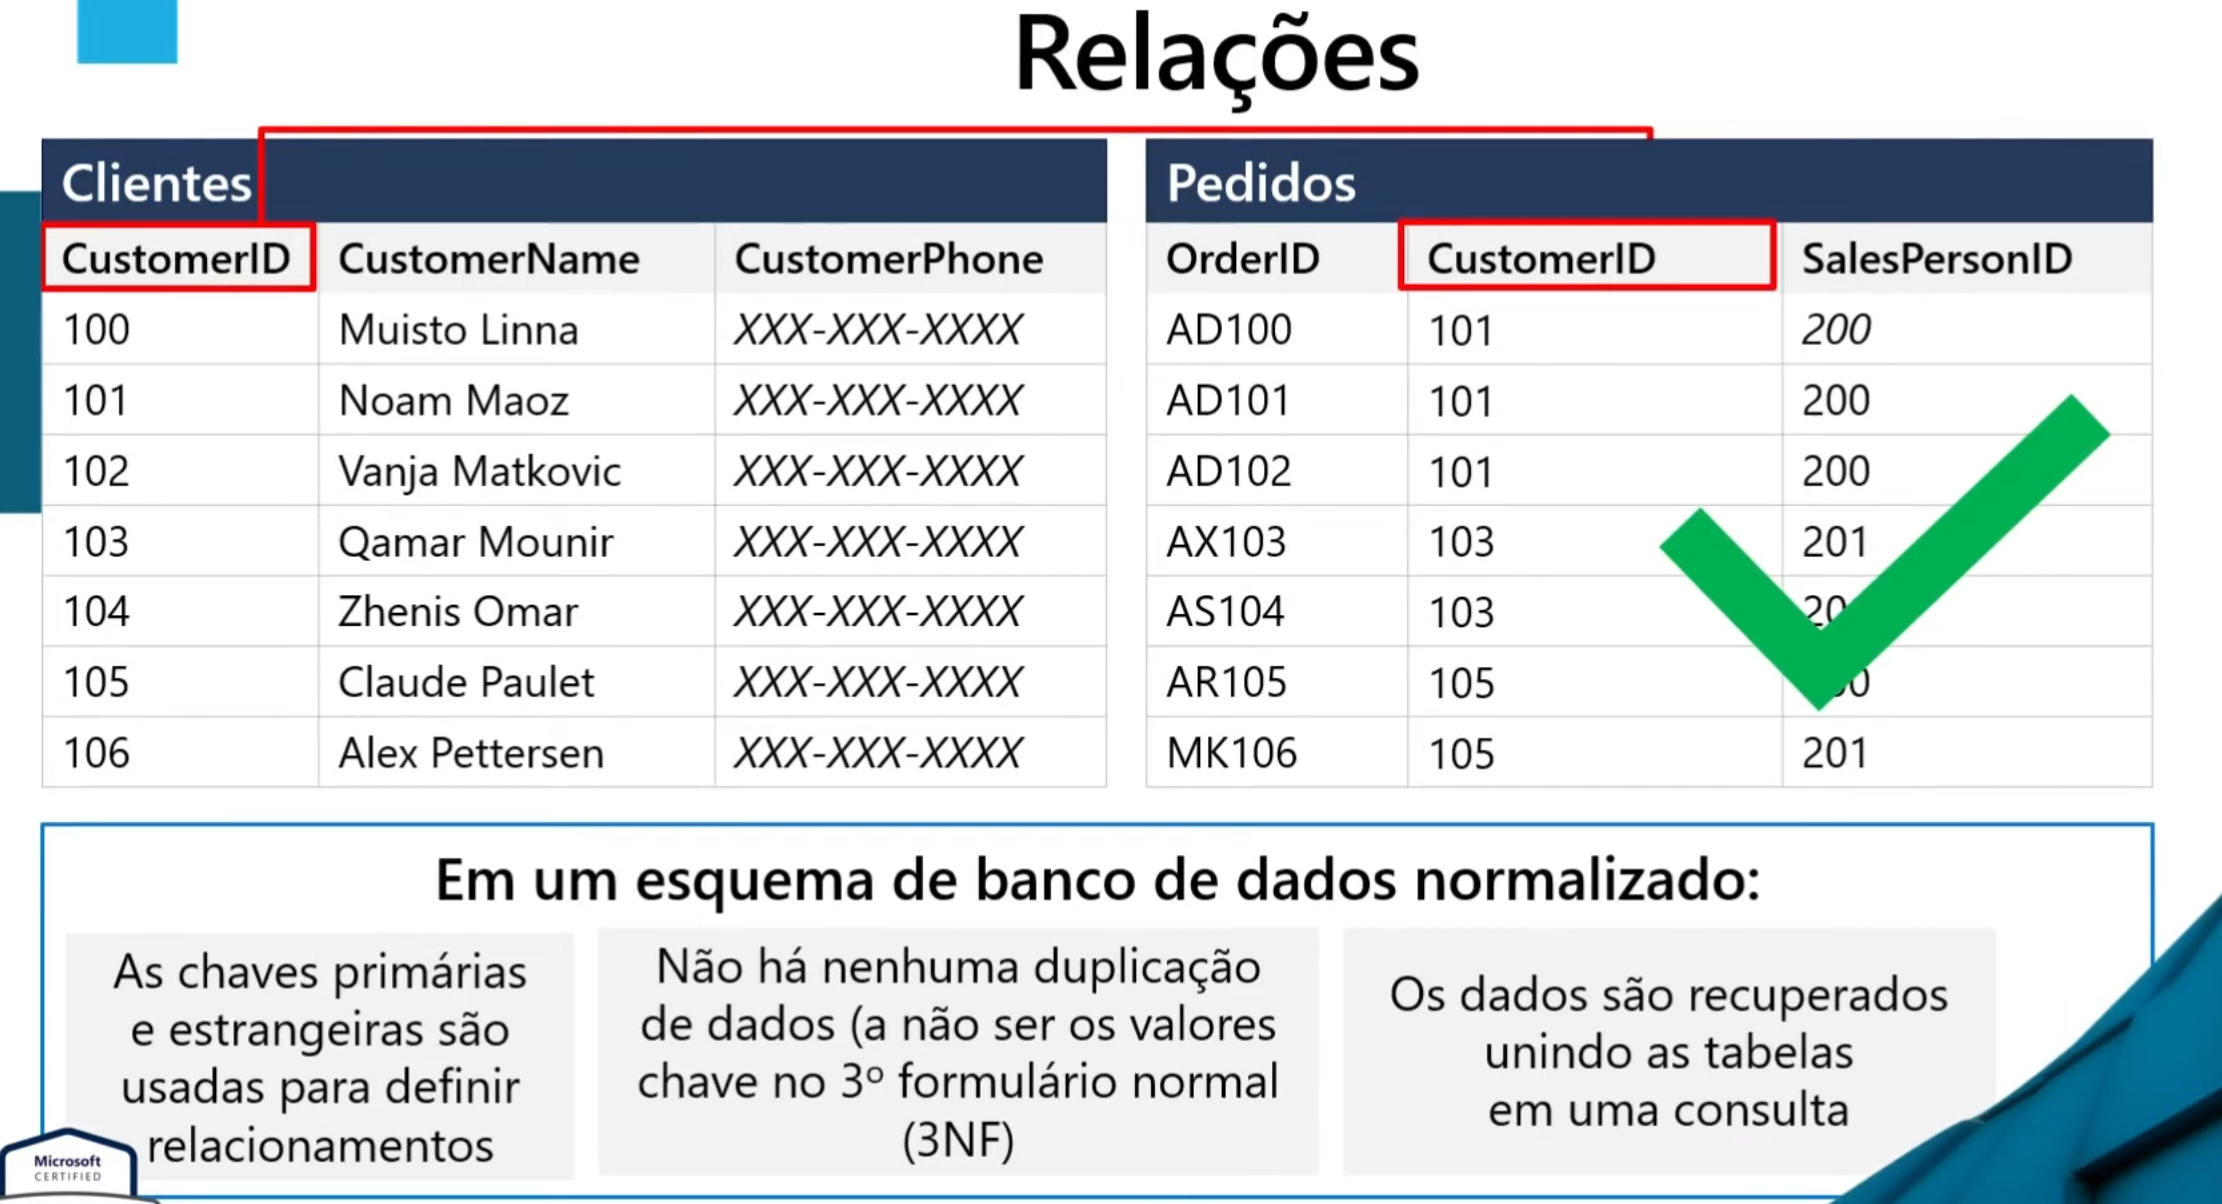 Relações
Clientes
CustomerID CustomerName CustomerPhone
100 Muisto Linna XXX-XXX-XXXX
101 Noam Maoz XXX-XXX-XXXX
102 Vanja Matkovic XXX-XXX-XXXX
103 Qamar Mounir XXX-XXX-XXXX
104 Zhenis Omar XXX-XXX-XXXX
105 Claude Paulet XXX-XXX-XXXX
106 Alex Pettersen XXX-XXX-XXXX
Pedidos
OrderID CustomerID SalesPersonID
AD100 101 200
AD101 101 200
AD102 101 200
AX103 103 201
AS104 103
AR105 105
MK106 105 201
Em um esquema de banco de dados normalizado:
As chaves primárias
e estrangeiras são
usadas para definir
relacionamentos
Não há nenhuma duplicação
de dados (a não ser os valores
chave no 3º formulário normal
(3NF)
Os dados são recuperados
unindo as tabelas
em uma consulta
Microsoft
CERTIFIED